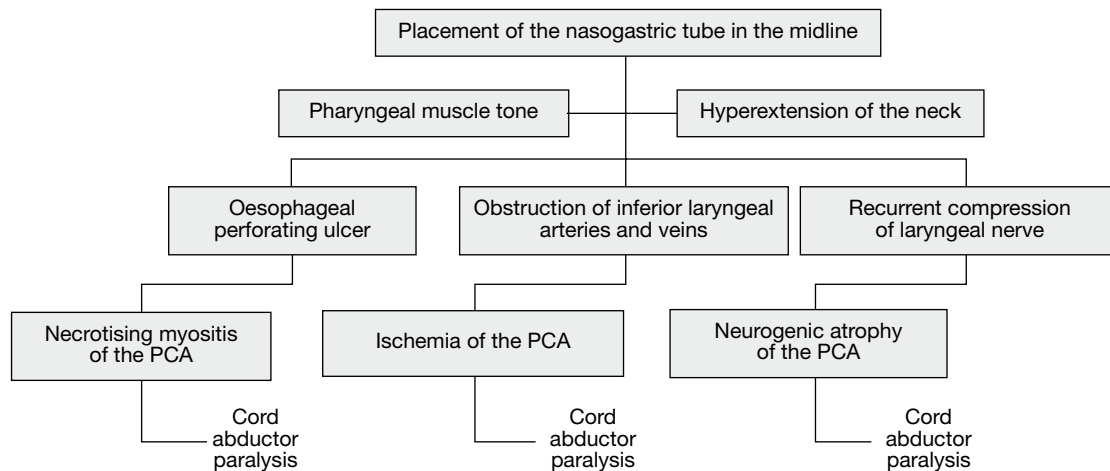 Placement of the nasogastric tube in the midline
Pharyngeal muscle tone
Hyperextension of the neck
Oesophageal
perforating ulcer
Obstruction of inferior laryngeal
arteries and veins
Recurrent compression
of laryngeal nerve
Necrotising myositis
of the PCA
Ischemia of the PCA
Neurogenic atrophy
of the PCA
Cord
abductor
paralysis
Cord
abductor
paralysis
Cord
abductor
paralysis